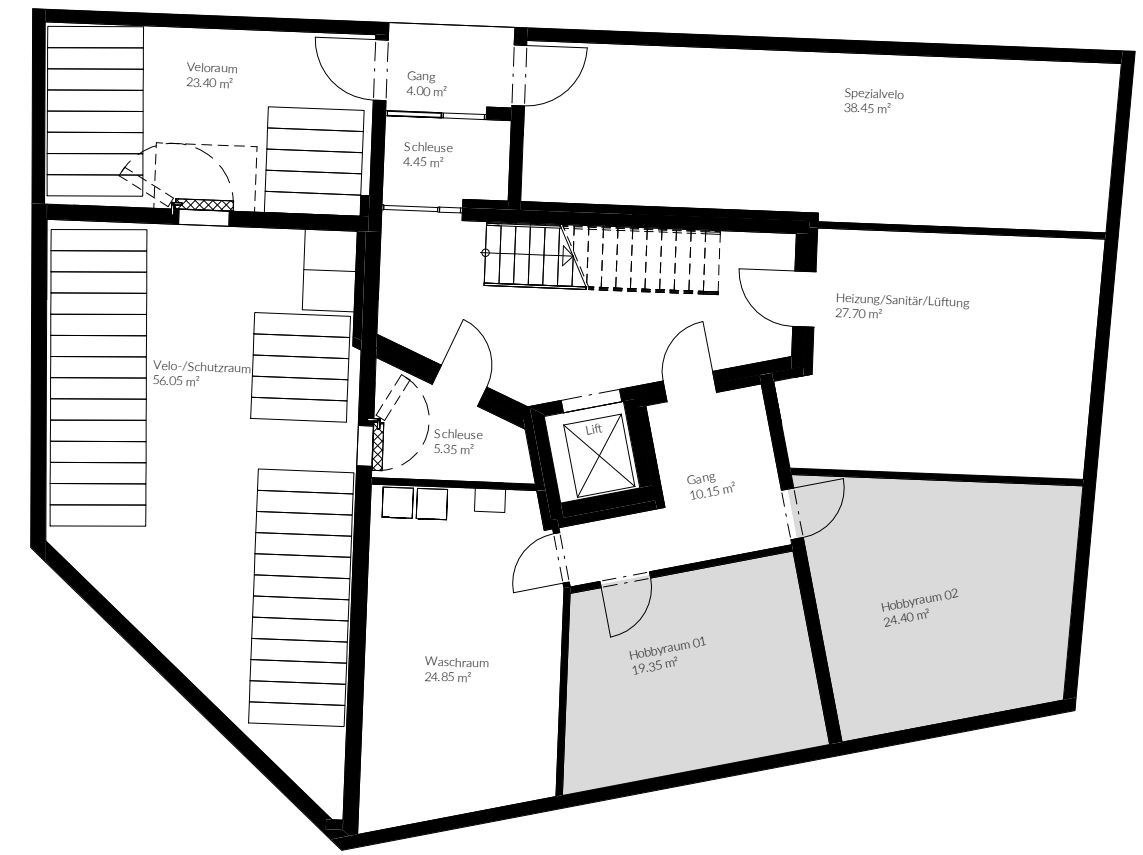 Veloraum
23.40 m²
Gang
4.00 m²
Spezialvelo
38.45 m²
Schleuse
4.45 m²
Heizung/Sanitär/Lüftung
27.70 m²
Velo-/Schutzraum
56.05 m²
Schleuse
5.35 m²
Lift
Gang
10.15 m²
Hobbyraum 02
24.40 m²
Hobbyraum 01
19.35 m²
Waschraum
24.85 m²